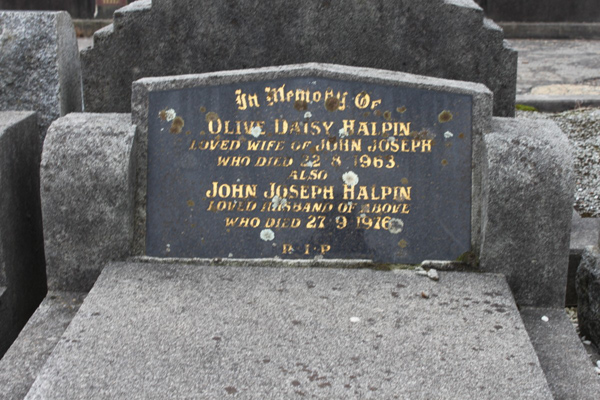 In Memory Of
OLIVE DAISY HALPIN
LOVED WIFE OF JOHN JOSEPH
WHO DIED 22·8·1963.
ALSO
JOHN JOSEPH HALPIN
LOVED HUSBAND OF ABOVE
WHO DIED 27·9·1976
R·I·P